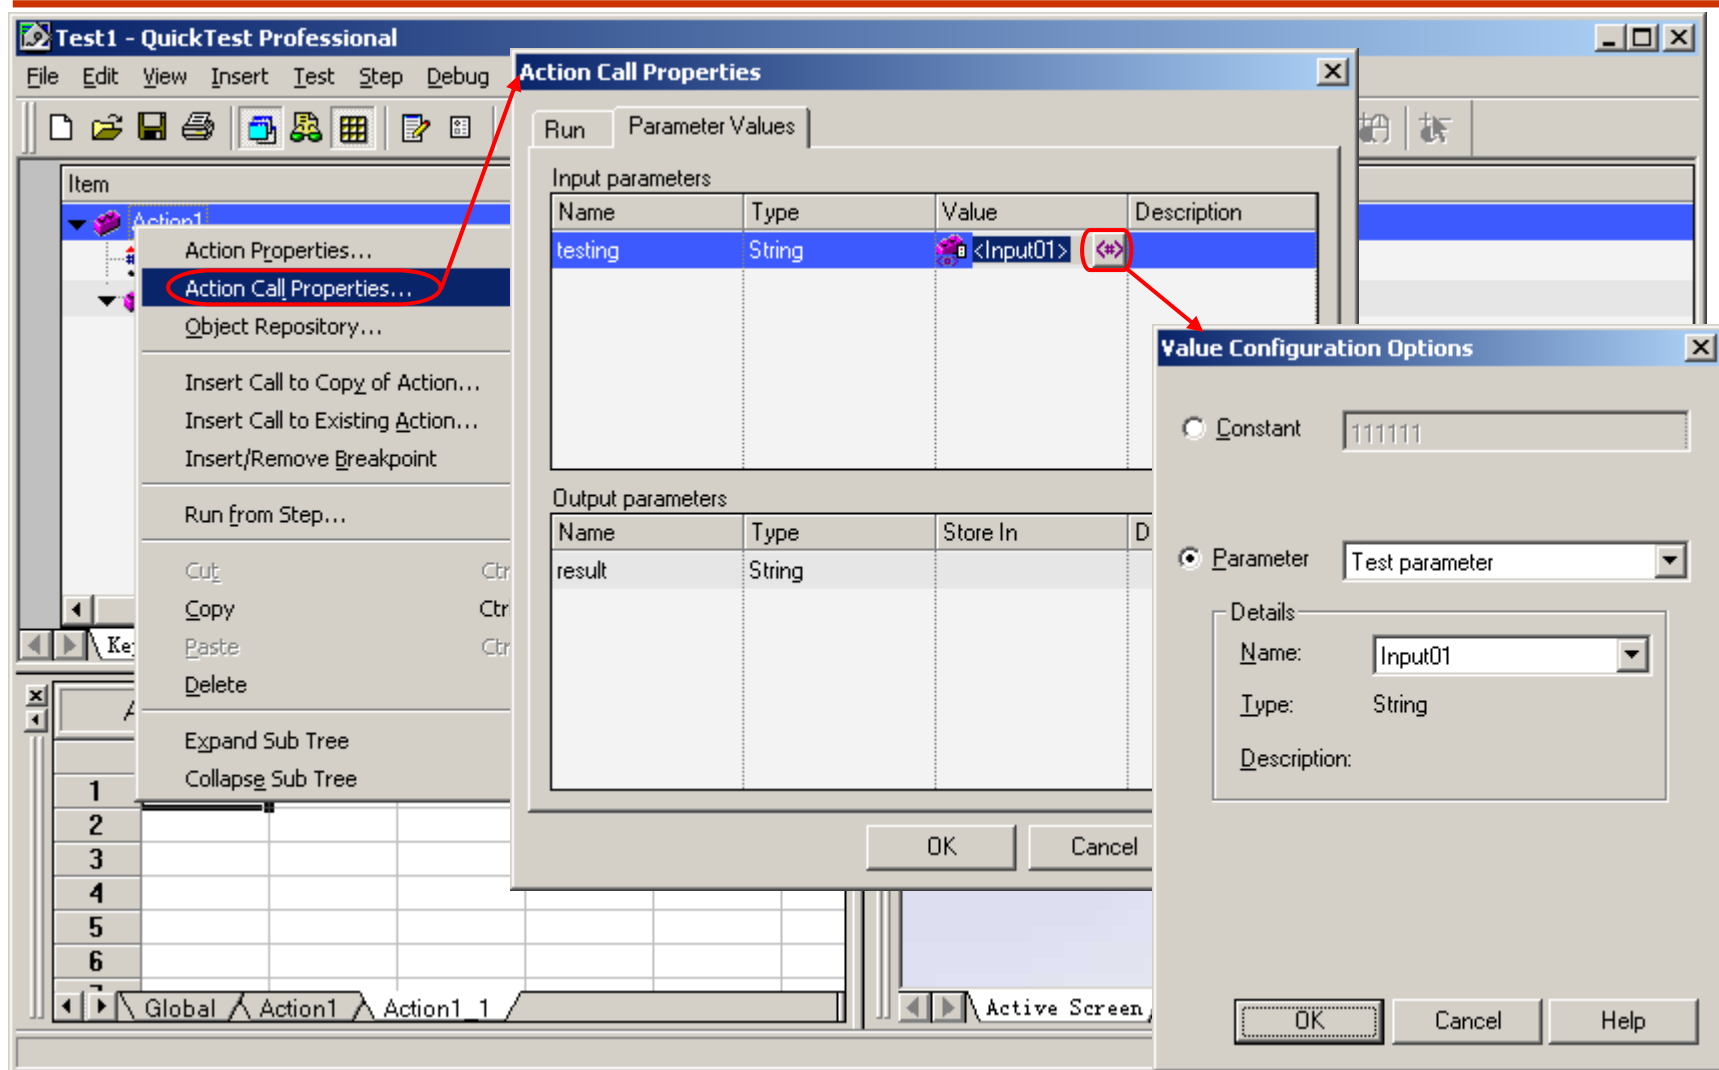 Test1 - QuickTest Professional
File Edit View Insert Test Step Debug
Item
Action1
Action Properties...
Action Call Properties...
Object Repository...
Insert Call to Copy of Action...
Insert Call to Existing Action...
Insert/Remove Breakpoint
Run from Step...
Cut Ctr
Copy Ctr
Paste Ctr
Delete
Expand Sub Tree
Collapse Sub Tree
Key
1
2
3
4
5
6
Global Action1 Action1_1
Active Screen
Action Call Properties
Run Parameter Values
Input parameters
Name Type Value Description
testing String <Input01> <#>
Output parameters
Name Type Store In D
result String
OK Cancel
Value Configuration Options
Constant 111111
Parameter Test parameter
Details
Name: Input01
Type: String
Description:
OK Cancel Help